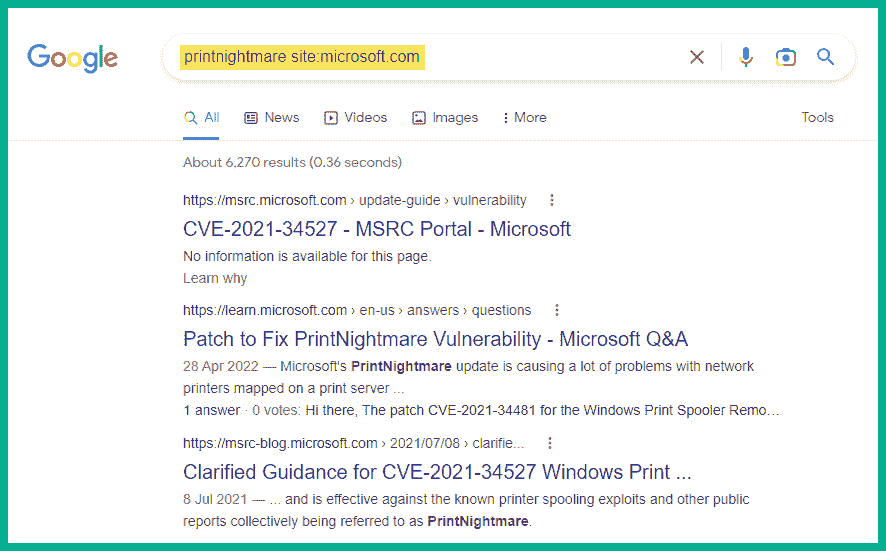 Google
printnightmare site:microsoft.com
All News Videos Images More Tools
About 6,270 results (0.36 seconds)
https://msrc.microsoft.com › update-guide › vulnerability
CVE-2021-34527 - MSRC Portal - Microsoft
No information is available for this page.
Learn why
https://learn.microsoft.com › en-us › answers › questions
Patch to Fix PrintNightmare Vulnerability - Microsoft Q&A
28 Apr 2022 — Microsoft's PrintNightmare update is causing a lot of problems with network
printers mapped on a print server ...
1 answer · 0 votes: Hi there, The patch CVE-2021-34481 for the Windows Print Spooler Remo…
https://msrc-blog.microsoft.com › 2021/07/08 › clarifie...
Clarified Guidance for CVE-2021-34527 Windows Print ...
8 Jul 2021 — ... and is effective against the known printer spooling exploits and other public
reports collectively being referred to as PrintNightmare.